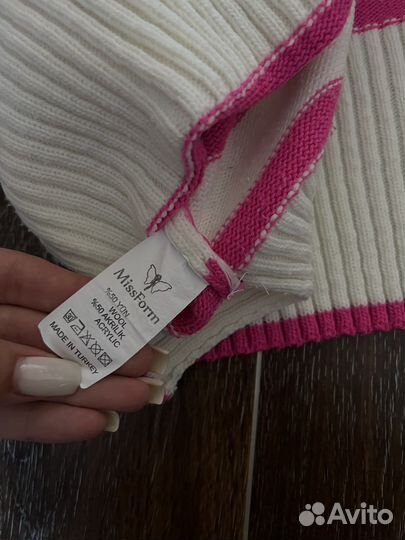 MissForm
%50 YÜN
WOOL
%50 AKRİLİK
ACRYLIC
MADE IN TURKEY
Avito